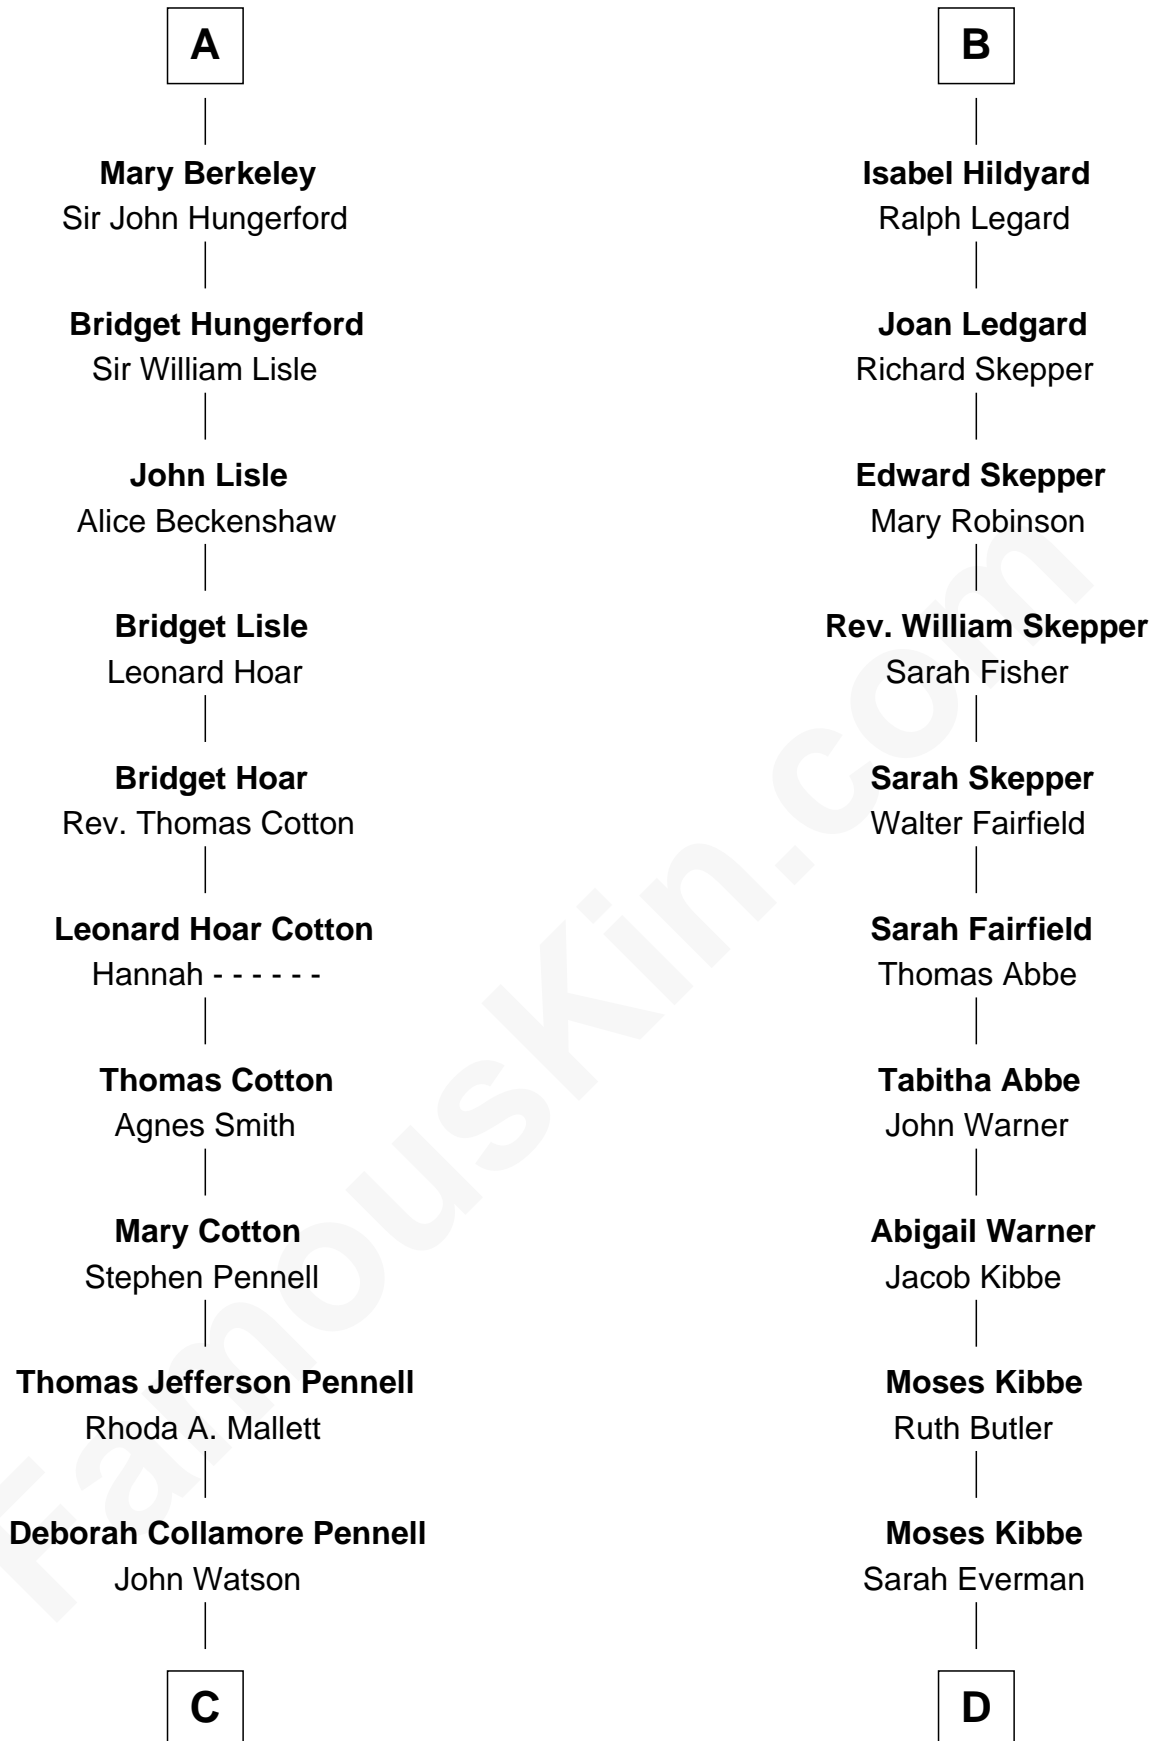 A
Mary Berkeley
Sir John Hungerford
Bridget Hungerford
Sir William Lisle
John Lisle
Alice Beckenshaw
Bridget Lisle
Leonard Hoar
Bridget Hoar
Rev. Thomas Cotton
Leonard Hoar Cotton
Hannah - - - - - -
Thomas Cotton
Agnes Smith
Mary Cotton
Stephen Pennell
Thomas Jefferson Pennell
Rhoda A. Mallett
Deborah Collamore Pennell
John Watson
C
B
Isabel Hildyard
Ralph Legard
Joan Ledgard
Richard Skepper
Edward Skepper
Mary Robinson
Rev. William Skepper
Sarah Fisher
Sarah Skepper
Walter Fairfield
Sarah Fairfield
Thomas Abbe
Tabitha Abbe
John Warner
Abigail Warner
Jacob Kibbe
Moses Kibbe
Ruth Butler
Moses Kibbe
Sarah Everman
D
FamousKin.com